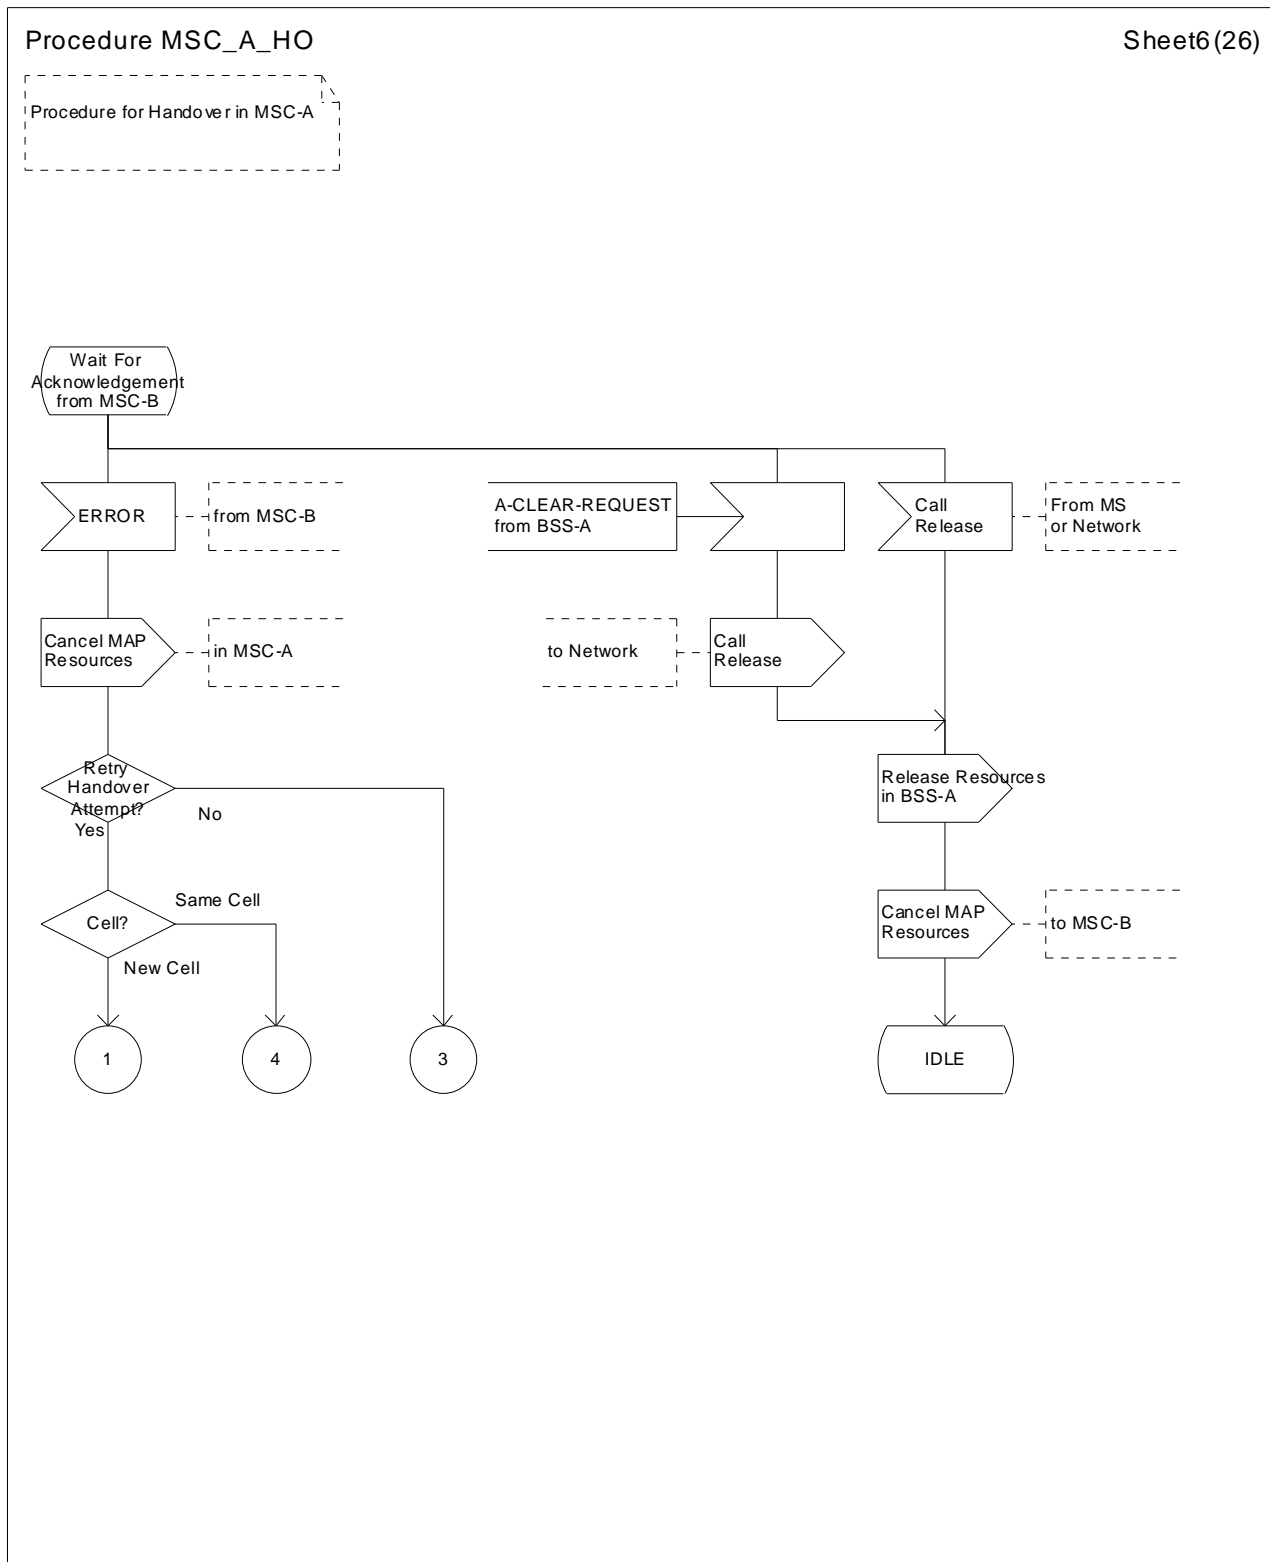 Procedure MSC_A_HO
Sheet6(26)
Procedure for Handover in MSC-A
Wait For
Acknowledgement
from MSC-B
ERROR
from MSC-B
A-CLEAR-REQUEST
from BSS-A
Call
Release
From MS
or Network
Cancel MAP
Resources
in MSC-A
to Network
Call
Release
Retry
Handover
Attempt?
Yes
No
Release Resources
in BSS-A
Same Cell
Cell?
New Cell
Cancel MAP
Resources
to MSC-B
1
4
3
IDLE